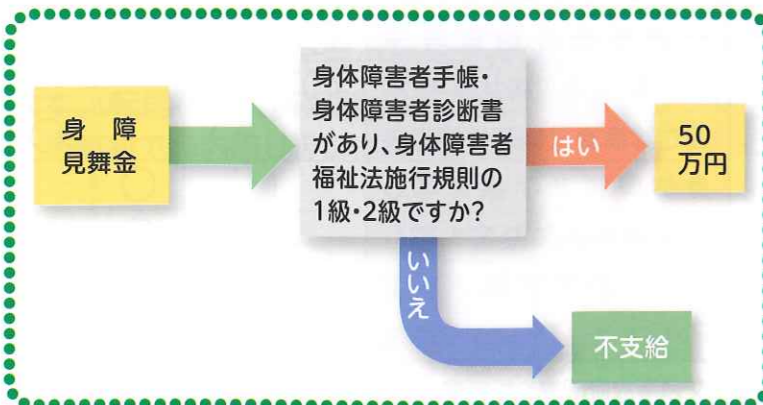 身　障
見舞金
身体障害者手帳・
身体障害者診断書
があり、身体障害者
福祉法施行規則の
1級・2級ですか?
はい
50
万円
いいえ
不支給